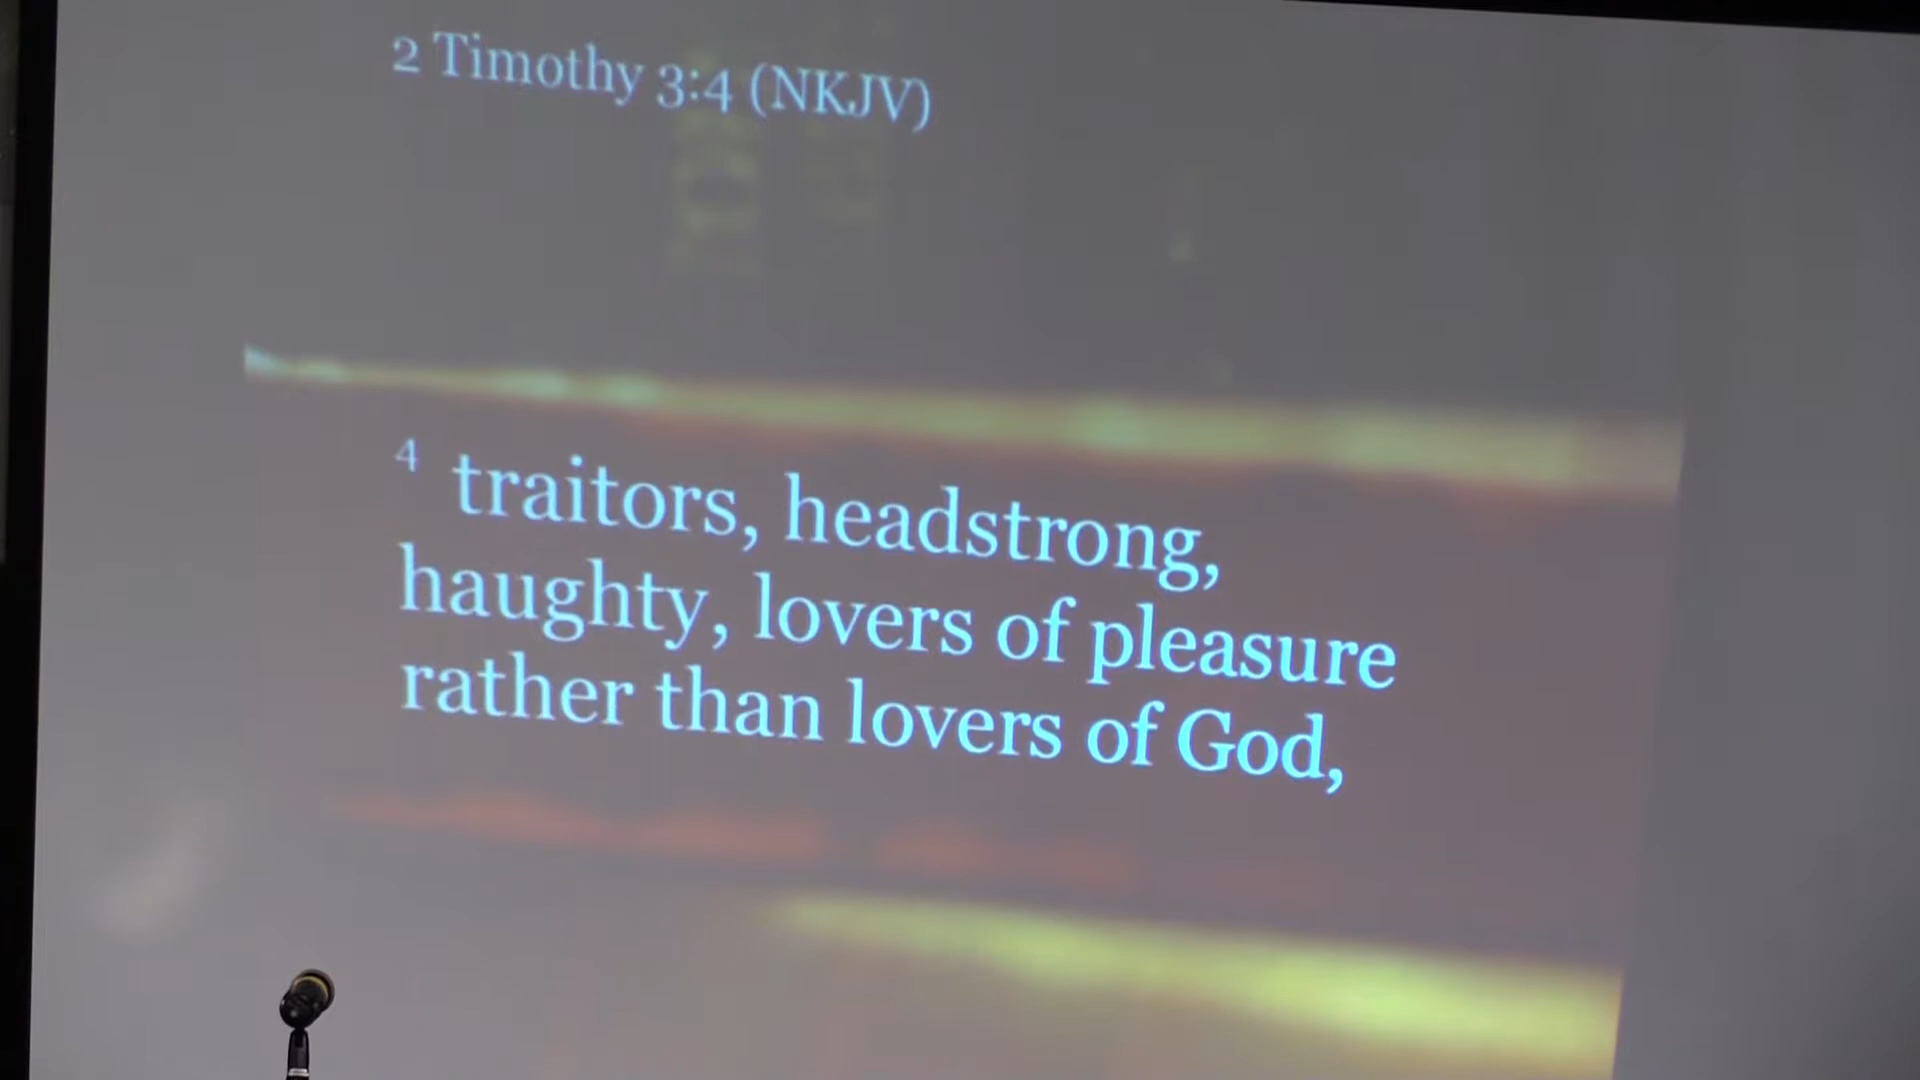 2 Timothy 3:4 (NKJV)
4 traitors, headstrong,
haughty, lovers of pleasure
rather than lovers of God,